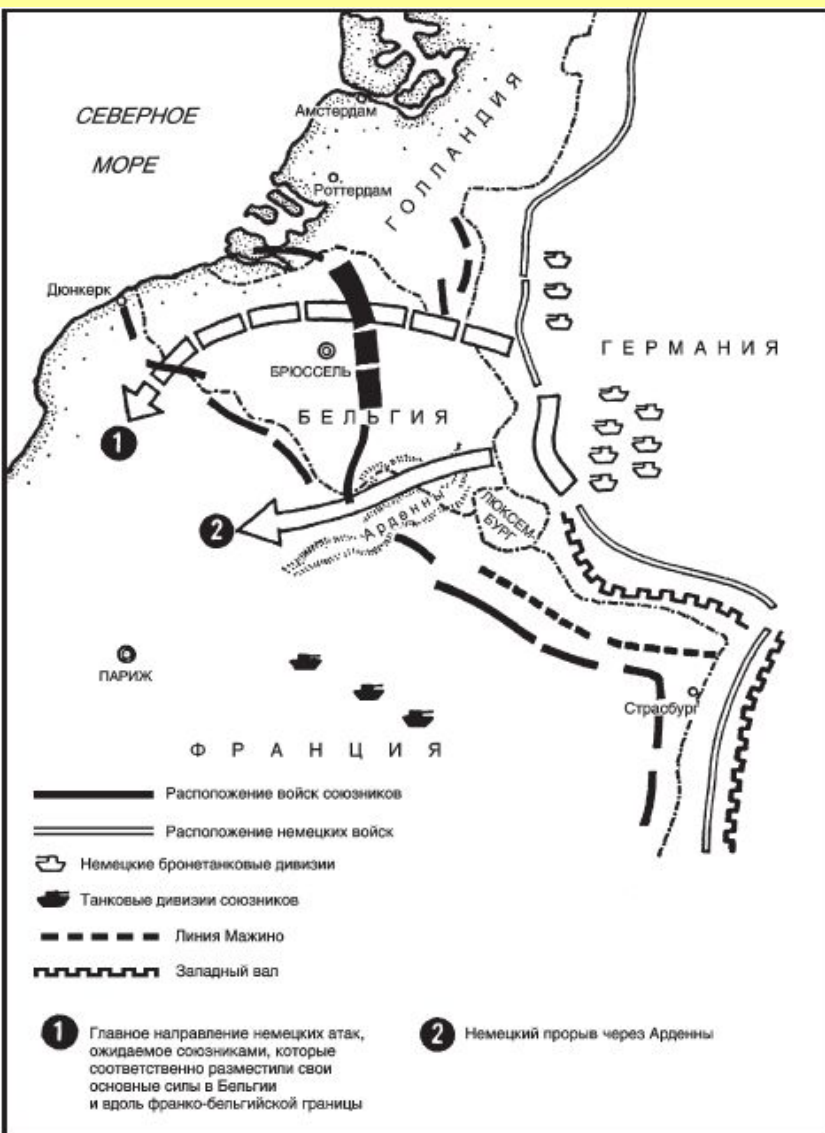 СЕВЕРНОЕ
МОРЕ
Амстердам
Роттердам
ГОЛЛАНДИЯ
Дюнкерк
БРЮССЕЛЬ
ГЕРМАНИЯ
БЕЛЬГИЯ
1
2
Арденны
ЛЮКСЕМ-
БУРГ
ПАРИЖ
Страсбург
ФРАНЦИЯ
Расположение войск союзников
Расположение немецких войск
Немецкие бронетанковые дивизии
Танковые дивизии союзников
Линия Мажино
Западный вал
1 Главное направление немецких атак,
ожидаемое союзниками, которые
соответственно разместили свои
основные силы в Бельгии
и вдоль франко-бельгийской границы
2 Немецкий прорыв через Арденны